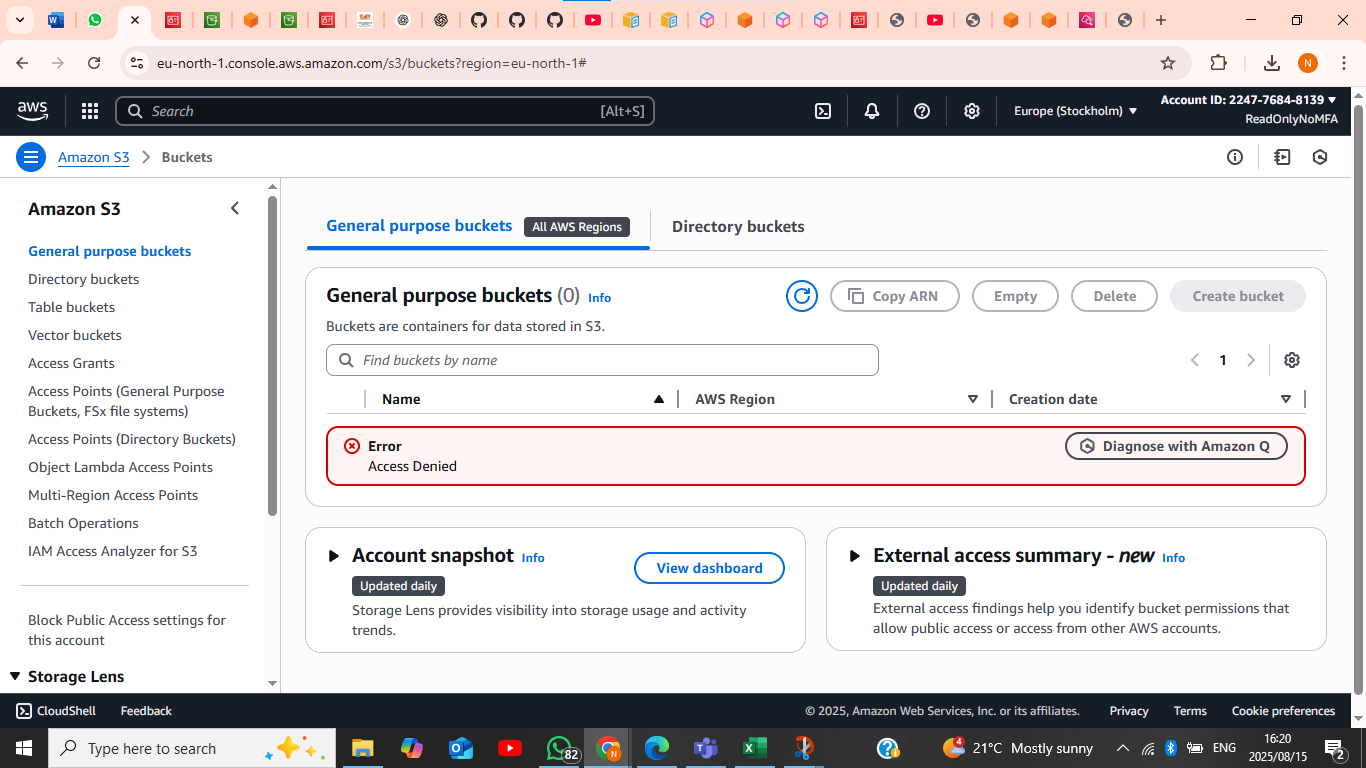 eu-north-1.console.aws.amazon.com/s3/buckets?region=eu-north-1#
N
aws
Search
[Alt+S]
Europe (Stockholm)
Account ID: 2247-7684-8139
ReadOnlyNoMFA
Amazon S3
Buckets
Amazon S3
General purpose buckets
Directory buckets
Table buckets
Vector buckets
Access Grants
Access Points (General Purpose
Buckets, FSx file systems)
Access Points (Directory Buckets)
Object Lambda Access Points
Multi-Region Access Points
Batch Operations
IAM Access Analyzer for S3
Block Public Access settings for
this account
Storage Lens
General purpose buckets All AWS Regions
Directory buckets
General purpose buckets (0) Info
Copy ARN
Empty
Delete
Create bucket
Buckets are containers for data stored in S3.
Find buckets by name
1
Name
AWS Region
Creation date
Error
Access Denied
Diagnose with Amazon Q
Account snapshot Info
Updated daily
View dashboard
Storage Lens provides visibility into storage usage and activity
trends.
External access summary - new Info
Updated daily
External access findings help you identify bucket permissions that
allow public access or access from other AWS accounts.
CloudShell
Feedback
© 2025, Amazon Web Services, Inc. or its affiliates.
Privacy
Terms
Cookie preferences
Type here to search
82
N
4
21°C Mostly sunny
ENG
16:20
2025/08/15
2